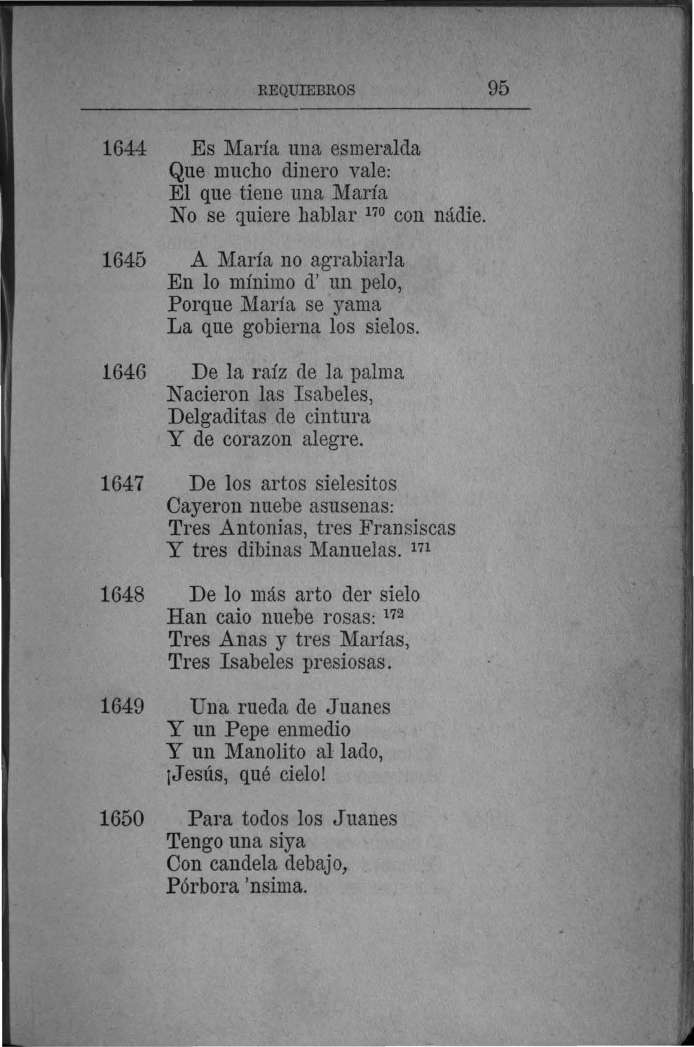 REQUIEBROS 95
1644 Es María una esmeralda
Que mucho dinero vale:
El que tiene una María
No se quiere hablar 170 con nádie.
1645 A María no agrabiarla
En lo mínimo d' un pelo,
Porque María se yama
La que gobierna los sielos.
1646 De la raíz de la palma
Nacieron las Isabeles,
Delgaditas de cintura
Y de corazon alegre.
1647 De los artos sielesitos
Cayeron nuebe asusenas:
Tres Antonias, tres Fransiscas
Y tres dibinas Manuelas. 171
1648 De lo más arto der sielo
Han caio nuebe rosas: 172
Tres Anas y tres Marías,
Tres Isabeles presiosas.
1649 Una rueda de Juanes
Y un Pepe enmedio
Y un Manolito al lado,
¡Jesús, qué cielo!
1650 Para todos los Juanes
Tengo una siya
Con candela debajo,
Pórbora 'nsima.